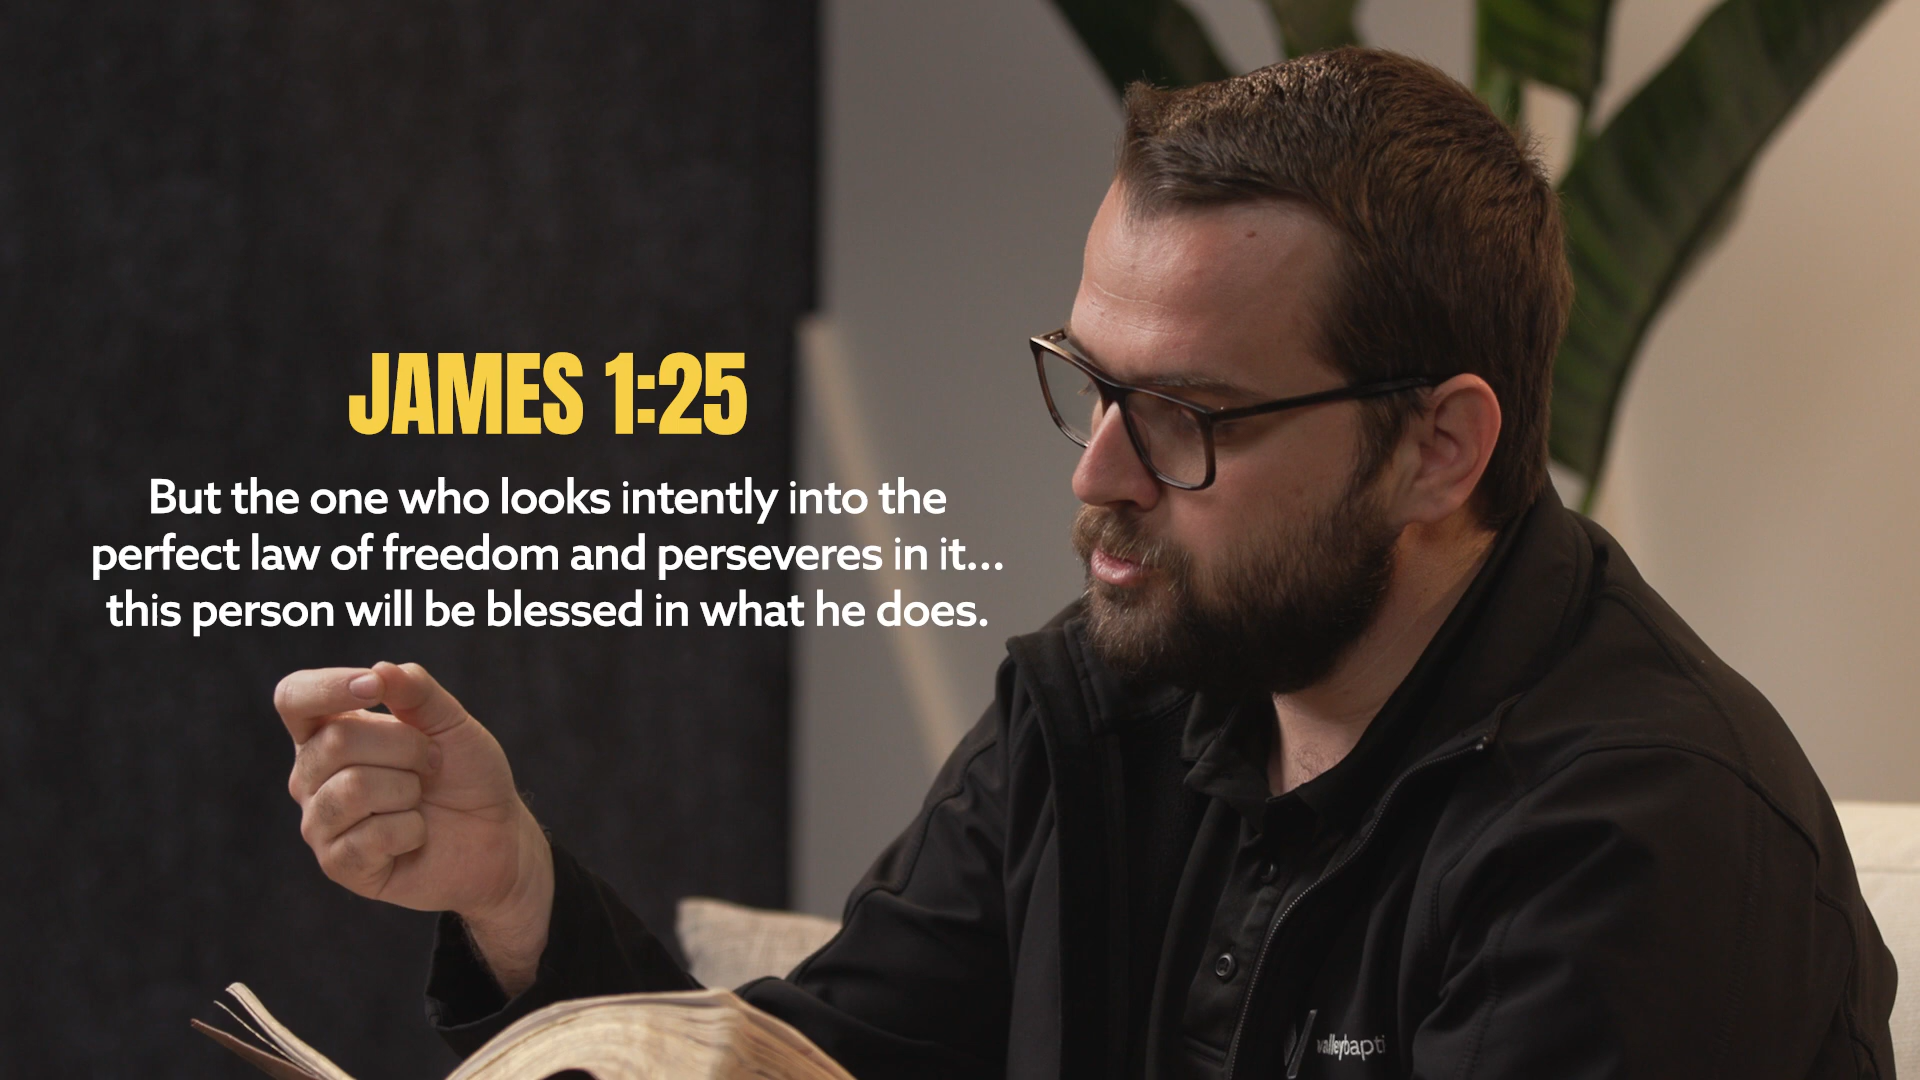 JAMES 1:25
But the one who looks intently into the
perfect law of freedom and perseveres in it...
this person will be blessed in what he does.
valleybapti